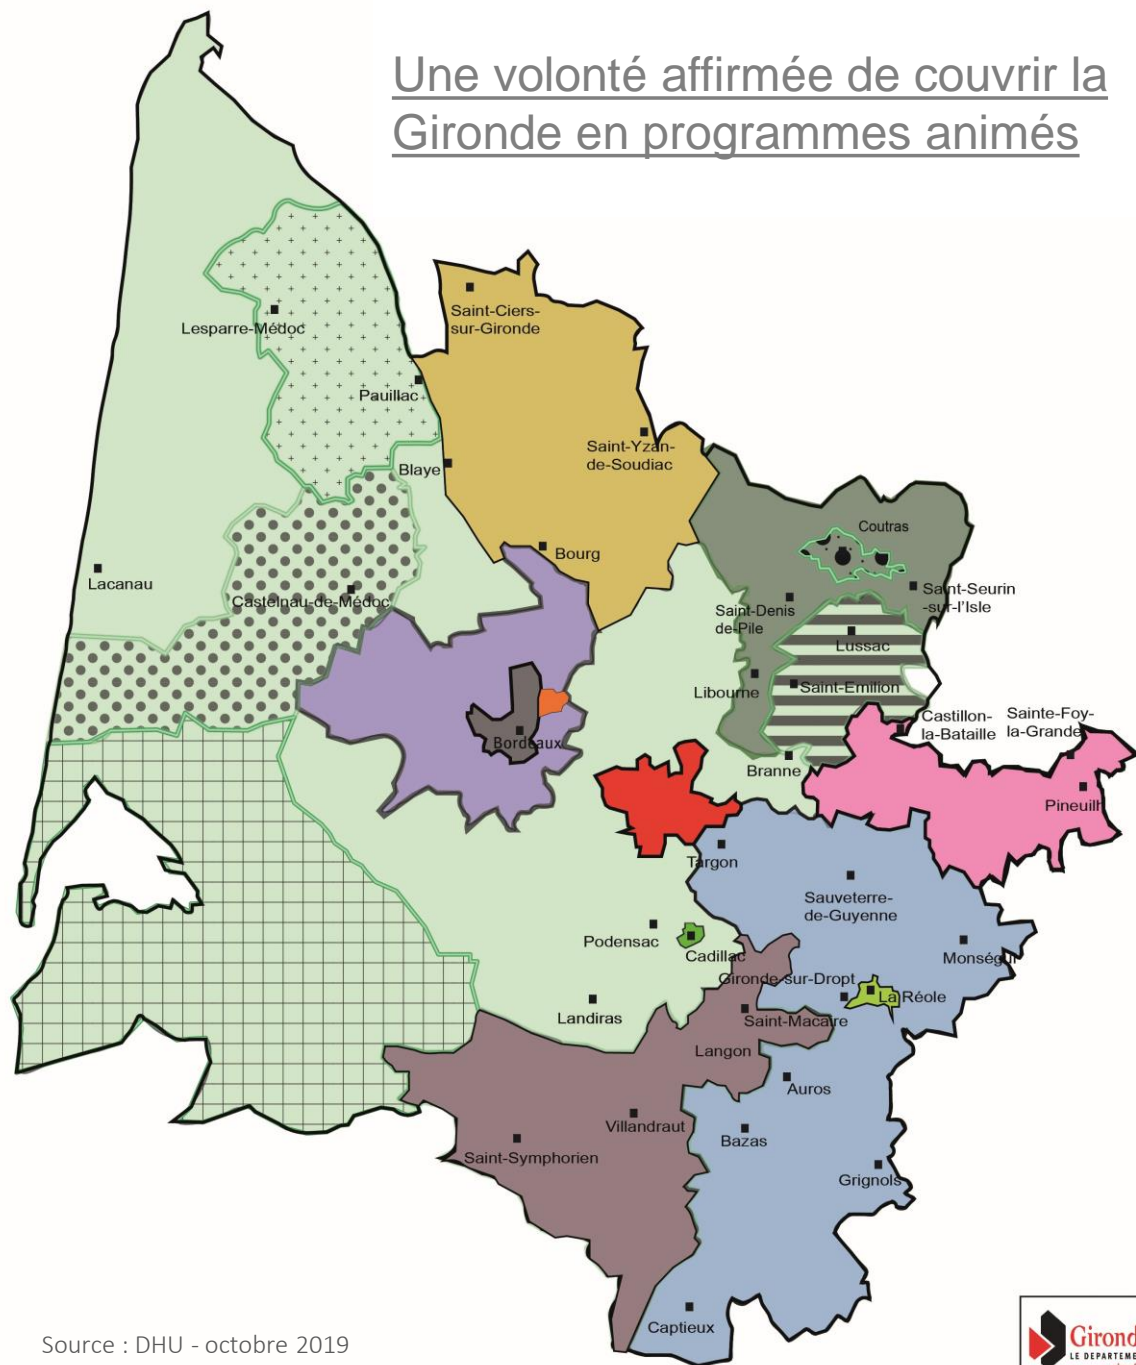 Une volonté affirmée de couvrir la
Gironde en programmes animés
Saint-Ciers-
sur-Gironde
Lesparre-Médoc
Pauillac
Saint-Yzan-
de-Soudiac
Blaye
Bourg
Coutras
Lacanau
Castelnau-de-Médoc
Saint-Seurin
-sur-l'Isle
Saint-Denis
de-Pile
Lussac
Libourne
Saint-Emilion
Castillon-
la-Bataille
Sainte-Foy-
la-Grande
Bordeaux
Branne
Pineuilh
Targon
Sauveterre-
de-Guyenne
Podensac
Cadillac
Monségur
Gironde-sur-Dropt
La Réole
Landiras
Saint-Macaire
Langon
Auros
Villandraut
Bazas
Saint-Symphorien
Grignols
Captieux
Source : DHU - octobre 2019
Girond
LE DEPARTEME